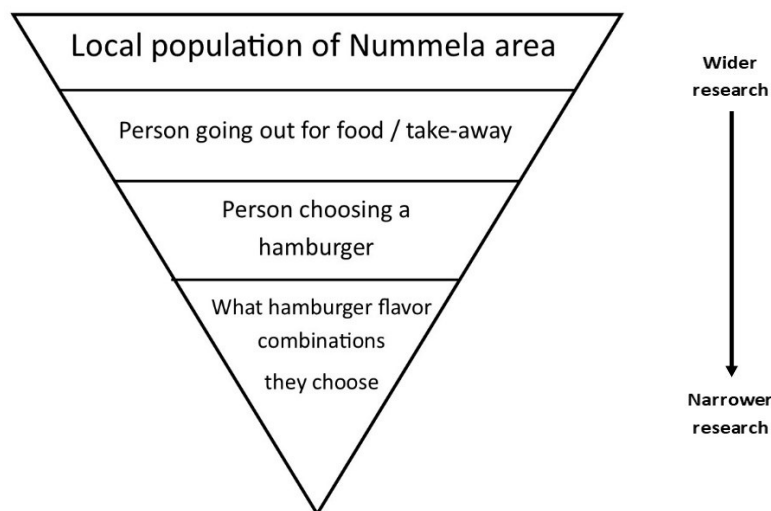 Local population of Nummela area
Person going out for food / take-away
Person choosing a
hamburger
What hamburger flavor
combinations
they choose
Wider
research
Narrower
research